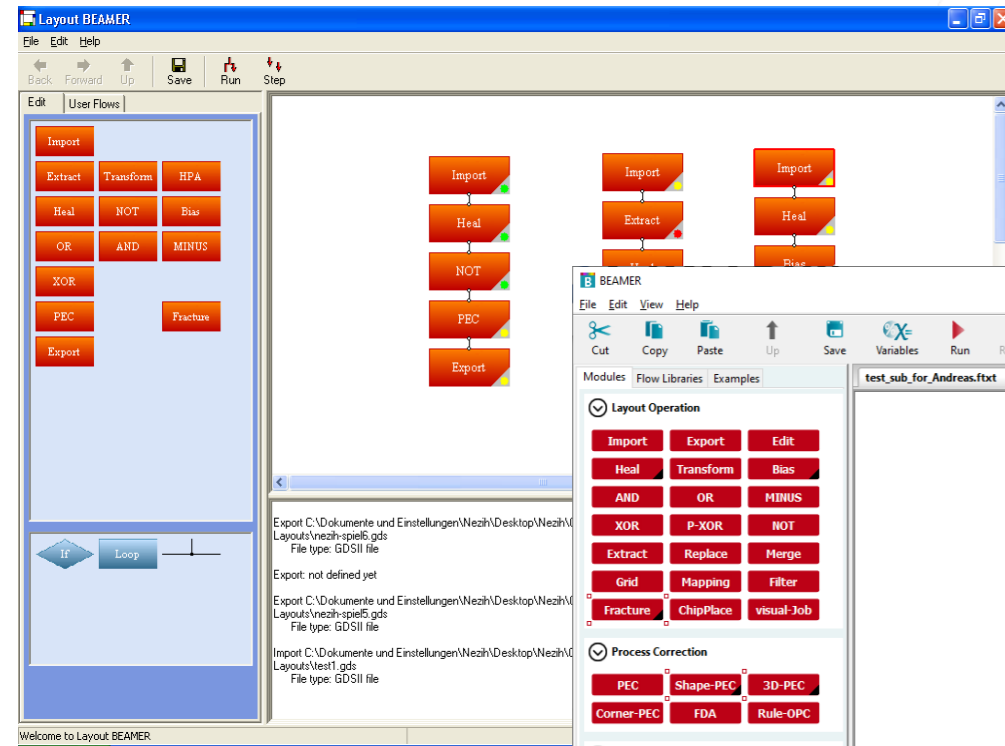 Layout BEAMER
File Edit Help
Back Forward Up Save Run Step
Edit User Flows
Import
Extract Transform HPA
Heal NOT Bias
OR AND MINUS
XOR
PEC Fracture
Export
If Loop
Import
Heal
NOT
PEC
Export
Import
Extract
Import
Heal
Bias
Export C:\Dokumente und Einstellungen\Nezih\Desktop\Nezih\
Layouts\nezih-spiel6.gds
File type: GDSII file
Export: not defined yet
Export C:\Dokumente und Einstellungen\Nezih\Desktop\Nezih\
Layouts\nezih-spiel5.gds
File type: GDSII file
Import C:\Dokumente und Einstellungen\Nezih\Desktop\Nezih\
Layouts\test1.gds
File type: GDSII file
Welcome to Layout BEAMER
BEAMER
File Edit View Help
Cut Copy Paste Up Save Variables Run
Modules Flow Libraries Examples
test_sub_for_Andreas.ftxt
Layout Operation
Import Export Edit
Heal Transform Bias
AND OR MINUS
XOR P-XOR NOT
Extract Replace Merge
Grid Mapping Filter
Fracture ChipPlace visual-Job
Process Correction
PEC Shape-PEC 3D-PEC
Corner-PEC FDA Rule-OPC